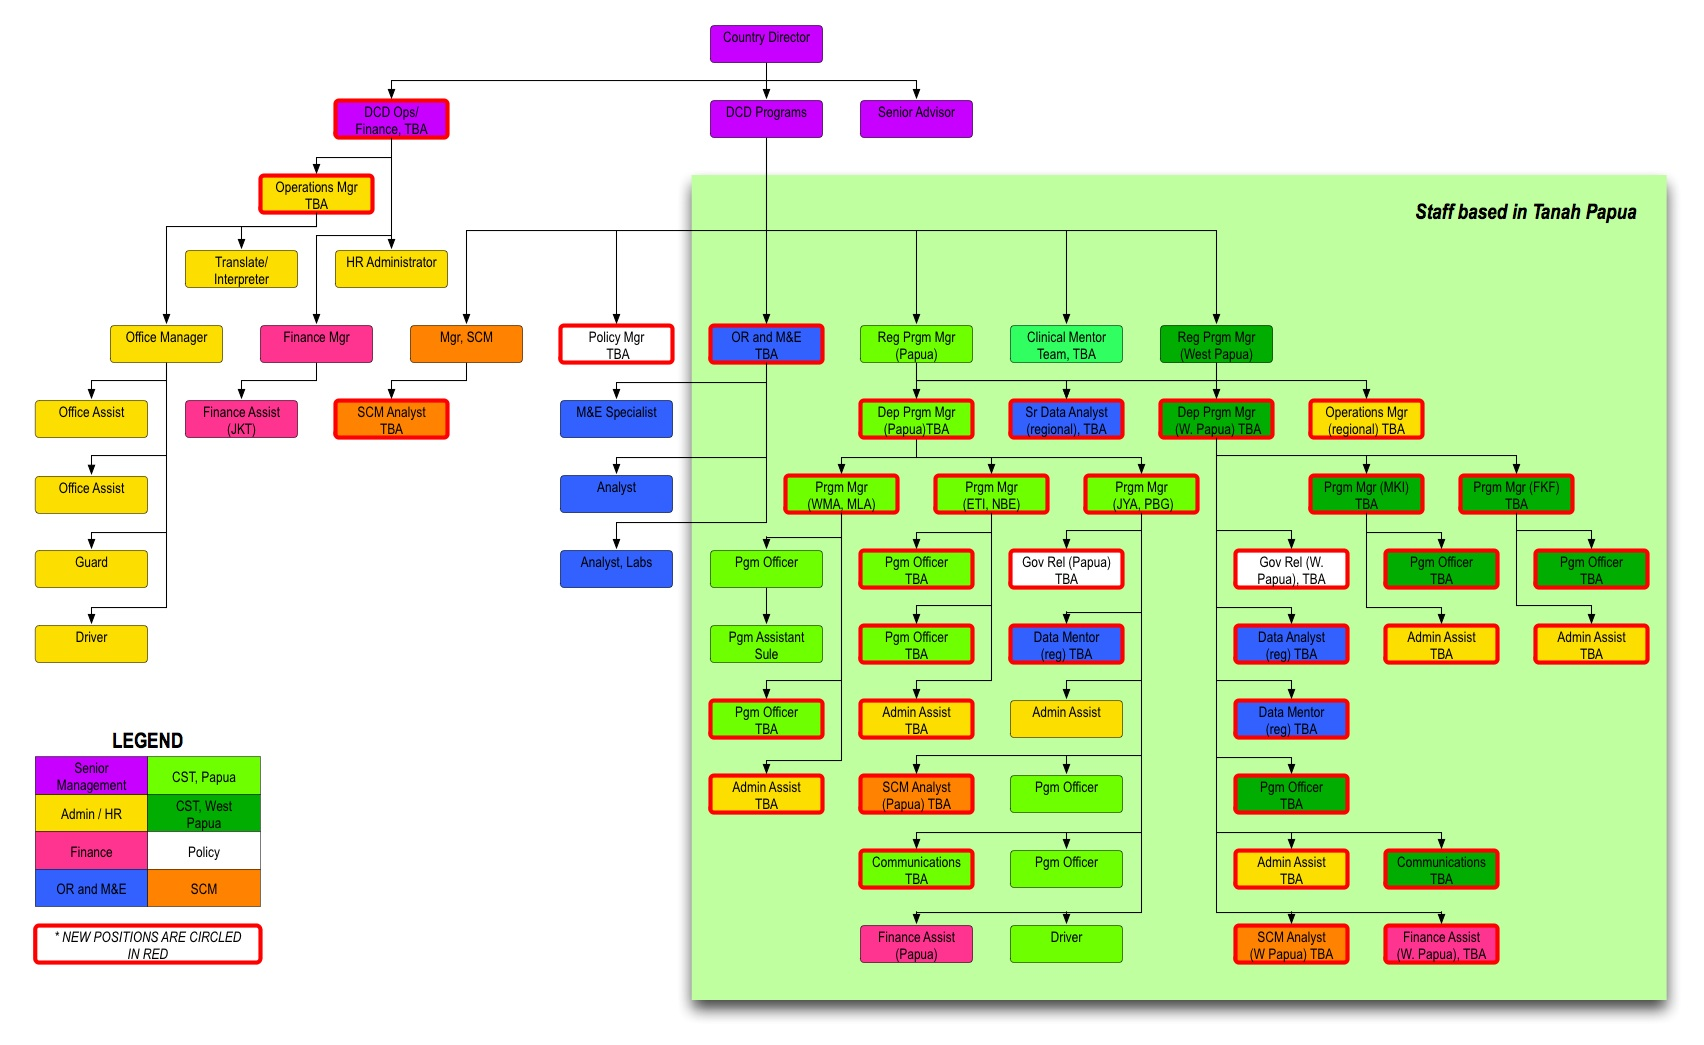 Country Director
DCD Ops/
Finance, TBA
DCD Programs
Senior Advisor
Operations Mgr
TBA
Staff based in Tanah Papua
Translate/
Interpreter
HR Administrator
Office Manager
Finance Mgr
Mgr, SCM
Policy Mgr
TBA
OR and M&E
TBA
Reg Prgm Mgr
(Papua)
Clinical Mentor
Team, TBA
Reg Prgm Mgr
(West Papua)
Office Assist
Finance Assist
(JKT)
SCM Analyst
TBA
M&E Specialist
Dep Prgm Mgr
(Papua)TBA
Sr Data Analyst
(regional), TBA
Dep Prgm Mgr
(W. Papua) TBA
Operations Mgr
(regional) TBA
Office Assist
Analyst
Prgm Mgr
(WMA, MLA)
Prgm Mgr
(ETI, NBE)
Prgm Mgr
(JYA, PBG)
Prgm Mgr (MKI)
TBA
Prgm Mgr (FKF)
TBA
Guard
Analyst, Labs
Pgm Officer
Pgm Officer
TBA
Gov Rel (Papua)
TBA
Gov Rel (W.
Papua), TBA
Pgm Officer
TBA
Pgm Officer
TBA
Driver
Pgm Assistant
Sule
Pgm Officer
TBA
Data Mentor
(reg) TBA
Data Analyst
(reg) TBA
Admin Assist
TBA
Admin Assist
TBA
Pgm Officer
TBA
Admin Assist
TBA
Admin Assist
Data Mentor
(reg) TBA
Admin Assist
TBA
SCM Analyst
(Papua) TBA
Pgm Officer
Pgm Officer
TBA
Communications
TBA
Pgm Officer
Admin Assist
TBA
Communications
TBA
Finance Assist
(Papua)
Driver
SCM Analyst
(W Papua) TBA
Finance Assist
(W. Papua), TBA
LEGEND
Senior
Management
CST, Papua
Admin / HR
CST, West
Papua
Finance
Policy
OR and M&E
SCM
* NEW POSITIONS ARE CIRCLED
IN RED